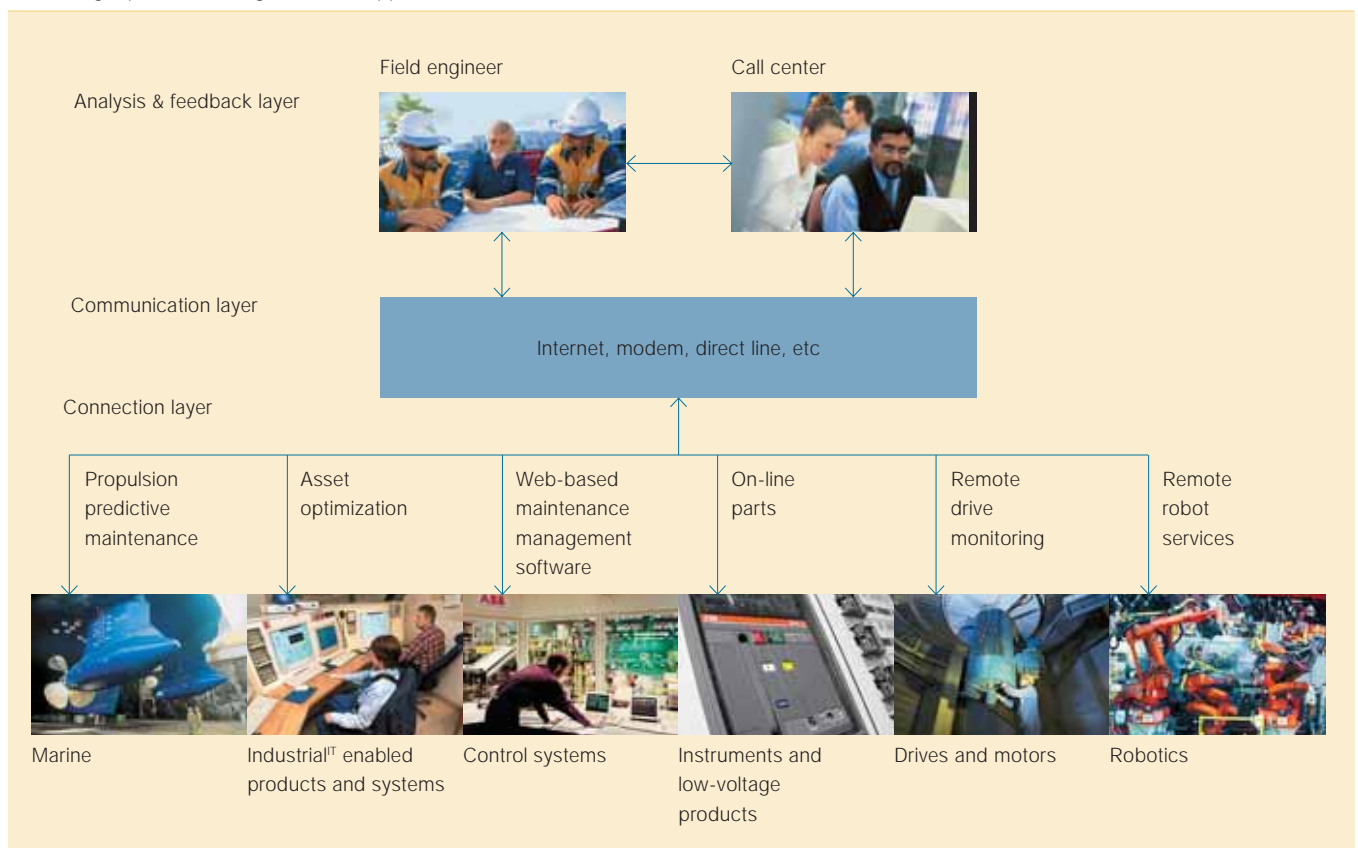 Field engineer
Call center
Analysis & feedback layer
Communication layer
Internet, modem, direct line, etc
Connection layer
Propulsion
predictive
maintenance
Asset
optimization
Web-based
maintenance
management
software
On-line
parts
Remote
drive
monitoring
Remote
robot
services
ABB
Marine
Industrialᴵᵀ enabled
products and systems
Control systems
Instruments and
low-voltage
products
Drives and motors
Robotics